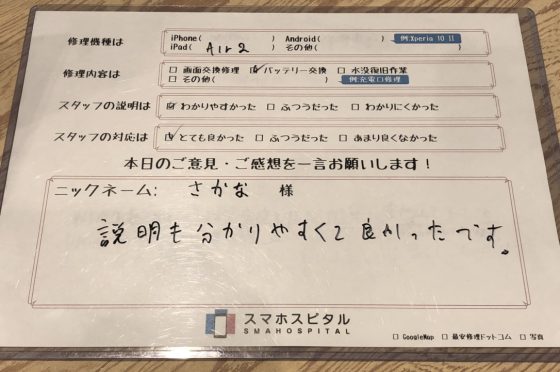 修理機種は
iPhone( ) Android( ) 例:Xperia 10 II
iPad( Air2 ) その他( )
修理内容は
□ 画面交換修理 ☑ バッテリー交換 □ 水没復旧作業
□ その他( ) 例:充電口修理
スタッフの説明は ☑ わかりやすかった □ ふつうだった □ わかりにくかった
スタッフの対応は ☑ とても良かった □ ふつうだった □ あまり良くなかった
本日のご意見・ご感想を一言お願いします！
ニックネーム: さかな 様
説明も分かりやすくて良かったです。
スマホスピタル
SMAHOSPITAL
□ GoogleMap □ 最安修理ドットコム □ 写真